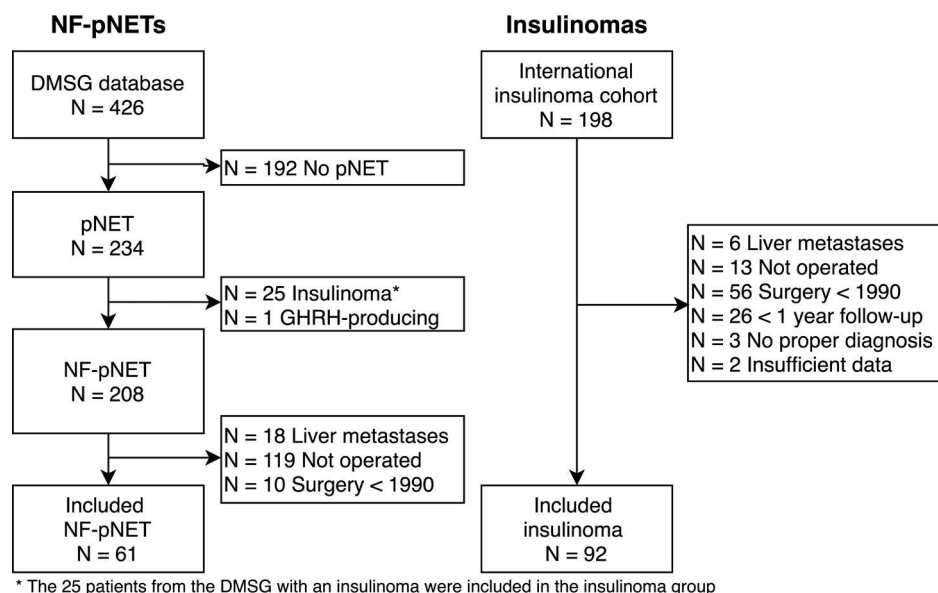 NF-pNETs
DMSG database
N = 426
N = 192 No pNET
pNET
N = 234
N = 25 Insulinoma*
N = 1 GHRH-producing
NF-pNET
N = 208
N = 18 Liver metastases
N = 119 Not operated
N = 10 Surgery < 1990
Included
NF-pNET
N = 61
Insulinomas
International
insulinoma cohort
N = 198
N = 6 Liver metastases
N = 13 Not operated
N = 56 Surgery < 1990
N = 26 < 1 year follow-up
N = 3 No proper diagnosis
N = 2 Insufficient data
Included
insulinoma
N = 92
* The 25 patients from the DMSG with an insulinoma were included in the insulinoma group